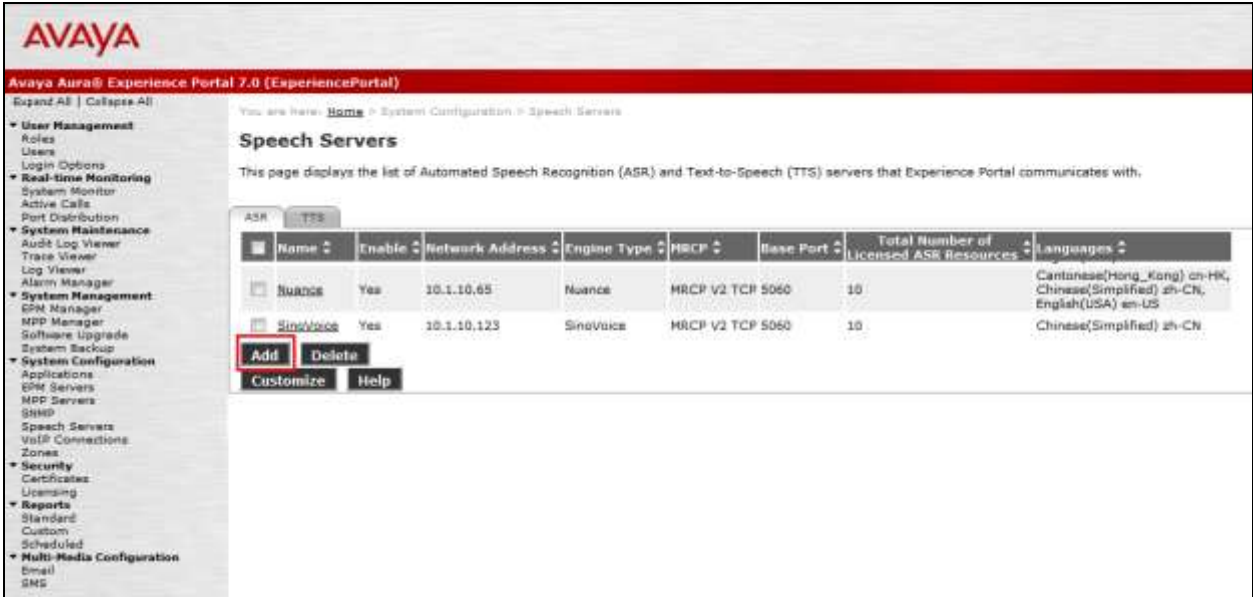 AVAYA
Avaya Aura® Experience Portal 7.0 (ExperiencePortal)
Expand All | Collapse All
You are here: Home > System Configuration > Speech Servers
▼ User Management
Roles
Users
Login Options
▼ Real-time Monitoring
System Monitor
Active Calls
Port Distribution
▼ System Maintenance
Audit Log Viewer
Trace Viewer
Log Viewer
Alarm Manager
▼ System Management
EPM Manager
MPP Manager
Software Upgrade
System Backup
▼ System Configuration
Applications
EPM Servers
MPP Servers
SNMP
Speech Servers
VoIP Connections
Zones
▼ Security
Certificates
Licensing
▼ Reports
Standard
Custom
Scheduled
▼ Multi-Media Configuration
Email
SMS
Speech Servers
This page displays the list of Automated Speech Recognition (ASR) and Text-to-Speech (TTS) servers that Experience Portal communicates with.
ASR TTS
Name Enable Network Address Engine Type MRCP Base Port Total Number of Licensed ASR Resources Languages
Nuance Yes 10.1.10.65 Nuance MRCP V2 TCP 5060 10 Cantonese(Hong_Kong) cn-HK,
Chinese(Simplified) zh-CN,
English(USA) en-US
SinoVoice Yes 10.1.10.123 SinoVoice MRCP V2 TCP 5060 10 Chinese(Simplified) zh-CN
Add Delete
Customize Help